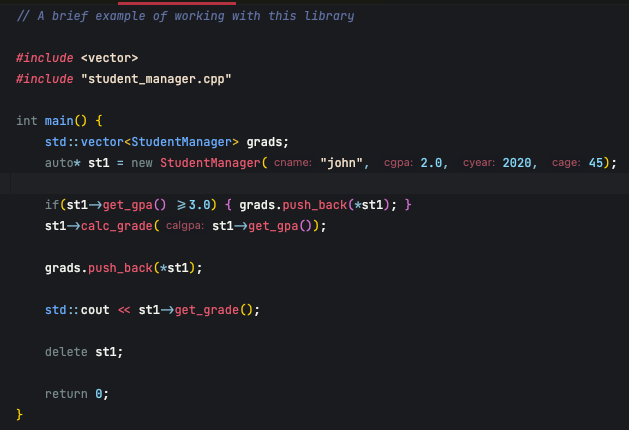 // A brief example of working with this library
#include <vector>
#include "student_manager.cpp"
int main() {
std::vector<StudentManager> grads;
auto* st1 = new StudentManager( cname: "john", cgpa: 2.0, cyear: 2020, cage: 45);
if(st1->get_gpa() >=3.0) { grads.push_back(*st1); }
st1->calc_grade( calgpa: st1->get_gpa());
grads.push_back(*st1);
std::cout << st1->get_grade();
delete st1;
return 0;
}